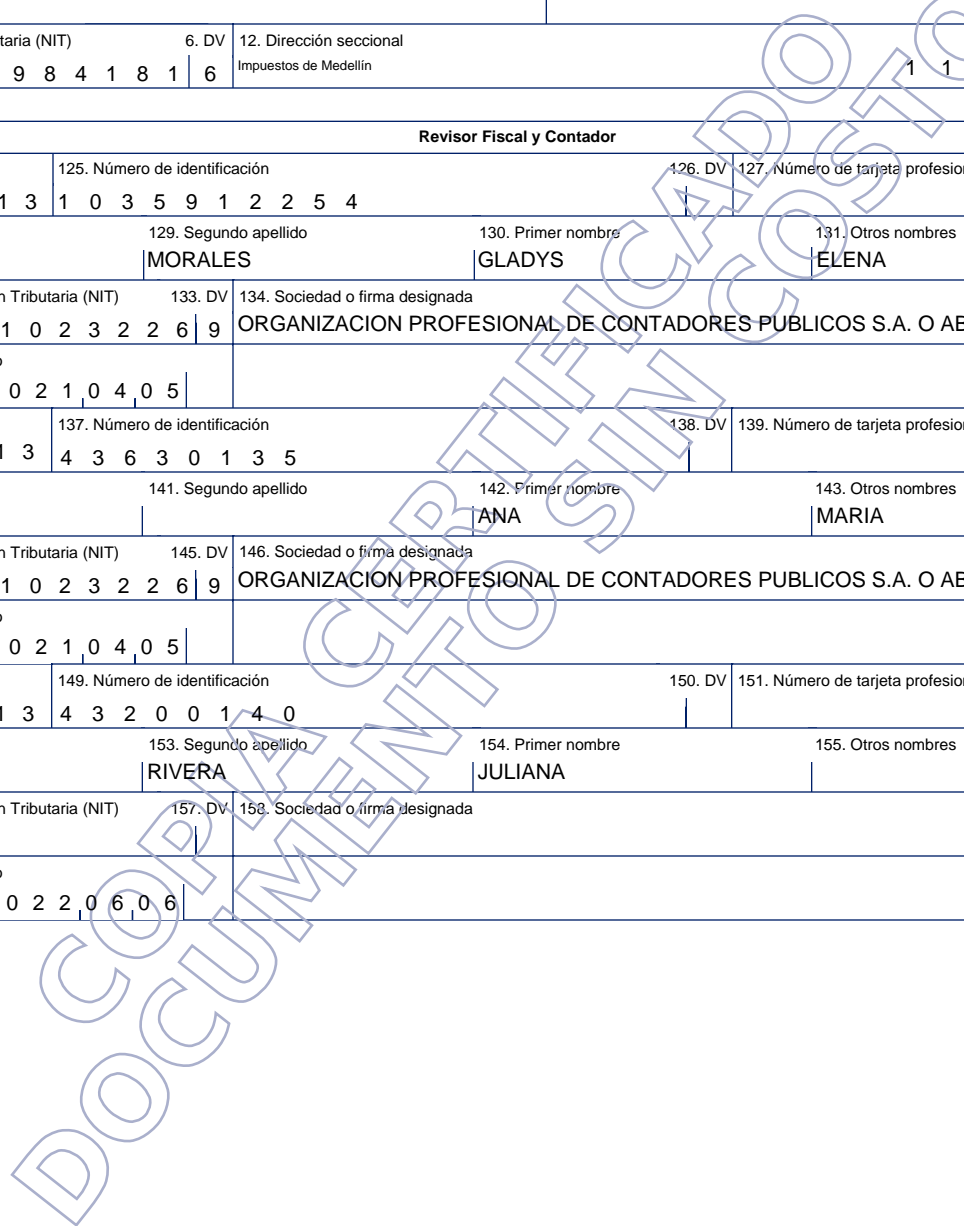 taria (NIT) 6. DV 12. Dirección seccional
9 8 4 1 8 1 6 Impuestos de Medellín 1 1
Revisor Fiscal y Contador
125. Número de identificación 126. DV 127. Número de tarjeta profesion
1 3 1 0 3 5 9 1 2 2 5 4
129. Segundo apellido 130. Primer nombre 131. Otros nombres
MORALES GLADYS ELENA
n Tributaria (NIT) 133. DV 134. Sociedad o firma designada
1 0 2 3 2 2 6 9 ORGANIZACION PROFESIONAL DE CONTADORES PUBLICOS S.A. O AB
o
0 2 1 0 4 0 5
137. Número de identificación 138. DV 139. Número de tarjeta profesion
1 3 4 3 6 3 0 1 3 5
141. Segundo apellido 142. Primer nombre 143. Otros nombres
ANA MARIA
n Tributaria (NIT) 145. DV 146. Sociedad o firma designada
1 0 2 3 2 2 6 9 ORGANIZACION PROFESIONAL DE CONTADORES PUBLICOS S.A. O AB
o
0 2 1 0 4 0 5
149. Número de identificación 150. DV 151. Número de tarjeta profesion
1 3 4 3 2 0 0 1 4 0
153. Segundo apellido 154. Primer nombre 155. Otros nombres
RIVERA JULIANA
n Tributaria (NIT) 157. DV 158. Sociedad o firma designada
o
0 2 2 0 6 0 6
COPIA CERTIFICADO
DOCUMENTO SIN COSTO